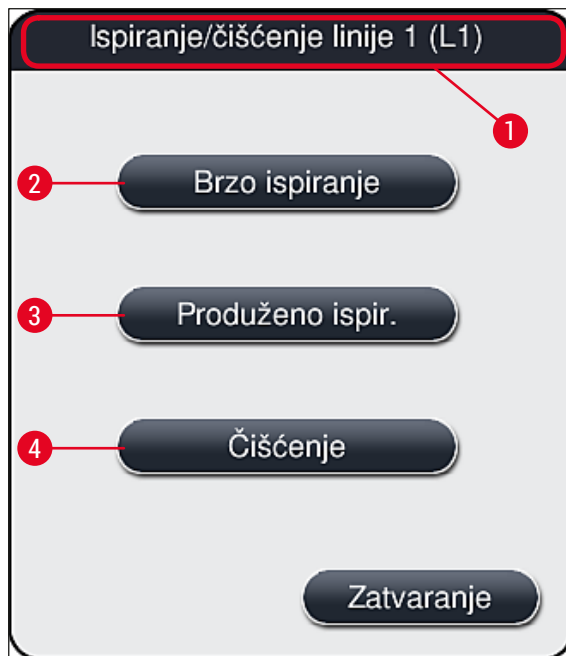 Ispiranje/čišćenje linije 1 (L1)
1
2 Brzo ispiranje
3 Produženo ispir.
4 Čišćenje
Zatvaranje